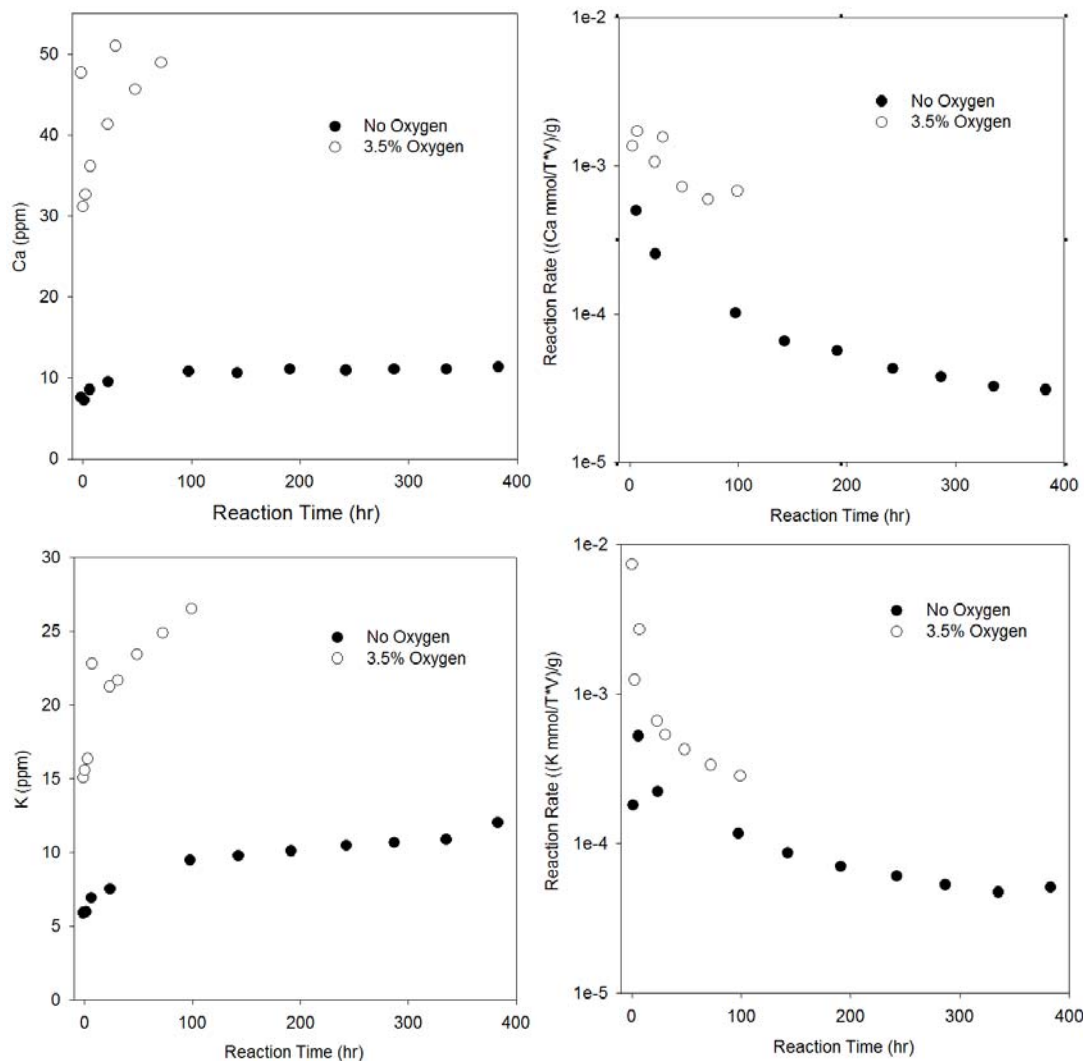 60
50
40
30
20
10
0
Ca (ppm)
No Oxygen
3.5% Oxygen
0 100 200 300 400
Reaction Time (hr)
1e-2
1e-3
1e-4
1e-5
Reaction Rate ((Ca mmol/T*V)/g)
No Oxygen
3.5% Oxygen
0 100 200 300 400
Reaction Time (hr)
30
25
20
15
10
5
0
K (ppm)
No Oxygen
3.5% Oxygen
0 100 200 300 400
Reaction Time (hr)
1e-2
1e-3
1e-4
1e-5
Reaction Rate ((K mmol/T*V)/g)
No Oxygen
3.5% Oxygen
0 100 200 300 400
Reaction Time (hr)